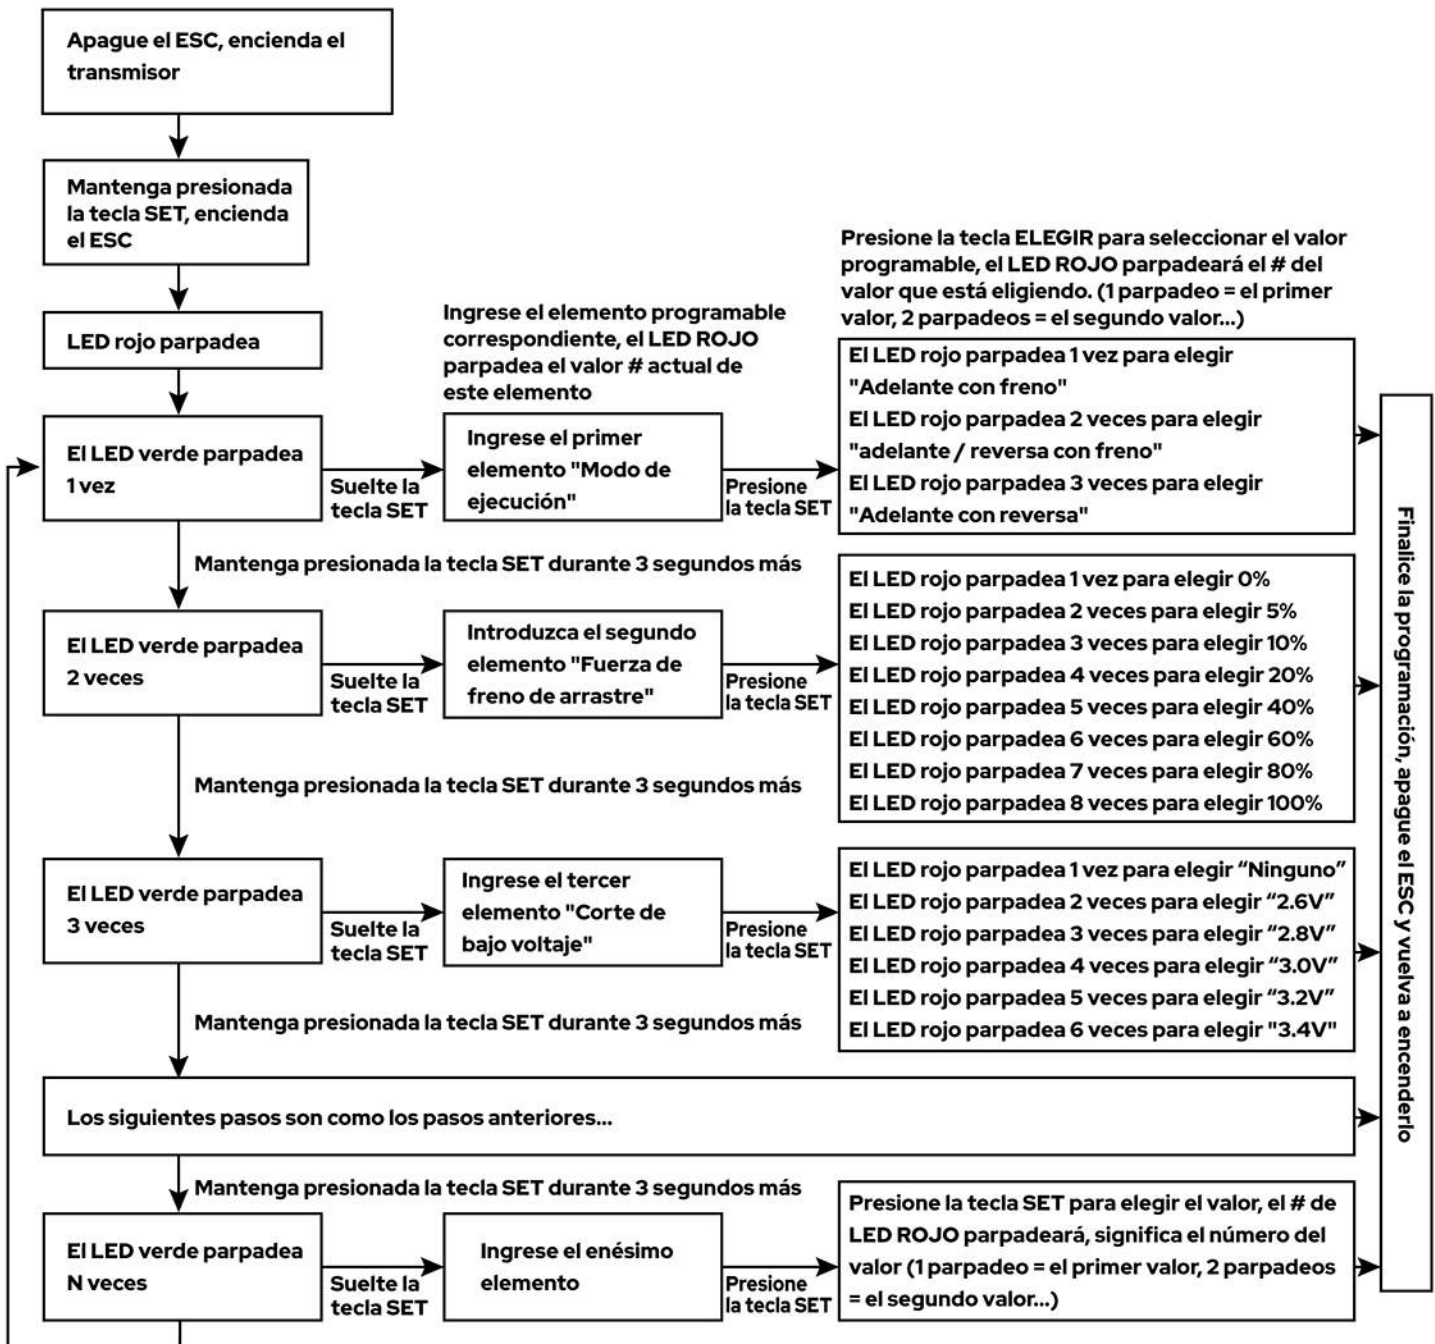 Apague el ESC, encienda el
transmisor
Mantenga presionada
la tecla SET, encienda
el ESC
LED rojo parpadea
Ingrese el elemento programable
correspondiente, el LED ROJO
parpadea el valor # actual de
este elemento
Presione la tecla ELEGIR para seleccionar el valor
programable, el LED ROJO parpadeará el # del
valor que está eligiendo. (1 parpadeo = el primer
valor, 2 parpadeos = el segundo valor...)
El LED verde parpadea
1 vez
Suelte la
tecla SET
Ingrese el primer
elemento "Modo de
ejecución"
Presione
la tecla SET
El LED rojo parpadea 1 vez para elegir
"Adelante con freno"
El LED rojo parpadea 2 veces para elegir
"adelante / reversa con freno"
El LED rojo parpadea 3 veces para elegir
"Adelante con reversa"
Mantenga presionada la tecla SET durante 3 segundos más
El LED verde parpadea
2 veces
Suelte la
tecla SET
Introduzca el segundo
elemento "Fuerza de
freno de arrastre"
Presione
la tecla SET
El LED rojo parpadea 1 vez para elegir 0%
El LED rojo parpadea 2 veces para elegir 5%
El LED rojo parpadea 3 veces para elegir 10%
El LED rojo parpadea 4 veces para elegir 20%
El LED rojo parpadea 5 veces para elegir 40%
El LED rojo parpadea 6 veces para elegir 60%
El LED rojo parpadea 7 veces para elegir 80%
El LED rojo parpadea 8 veces para elegir 100%
Mantenga presionada la tecla SET durante 3 segundos más
El LED verde parpadea
3 veces
Suelte la
tecla SET
Ingrese el tercer
elemento "Corte de
bajo voltaje"
Presione
la tecla SET
El LED rojo parpadea 1 vez para elegir “Ninguno”
El LED rojo parpadea 2 veces para elegir “2.6V”
El LED rojo parpadea 3 veces para elegir “2.8V”
El LED rojo parpadea 4 veces para elegir “3.0V”
El LED rojo parpadea 5 veces para elegir “3.2V”
El LED rojo parpadea 6 veces para elegir "3.4V"
Mantenga presionada la tecla SET durante 3 segundos más
Los siguientes pasos son como los pasos anteriores...
Mantenga presionada la tecla SET durante 3 segundos más
El LED verde parpadea
N veces
Suelte la
tecla SET
Ingrese el enésimo
elemento
Presione
la tecla SET
Presione la tecla SET para elegir el valor, el # de
LED ROJO parpadeará, significa el número del
valor (1 parpadeo = el primer valor, 2 parpadeos
= el segundo valor...)
Finalice la programación, apague el ESC y vuelva a encenderlo